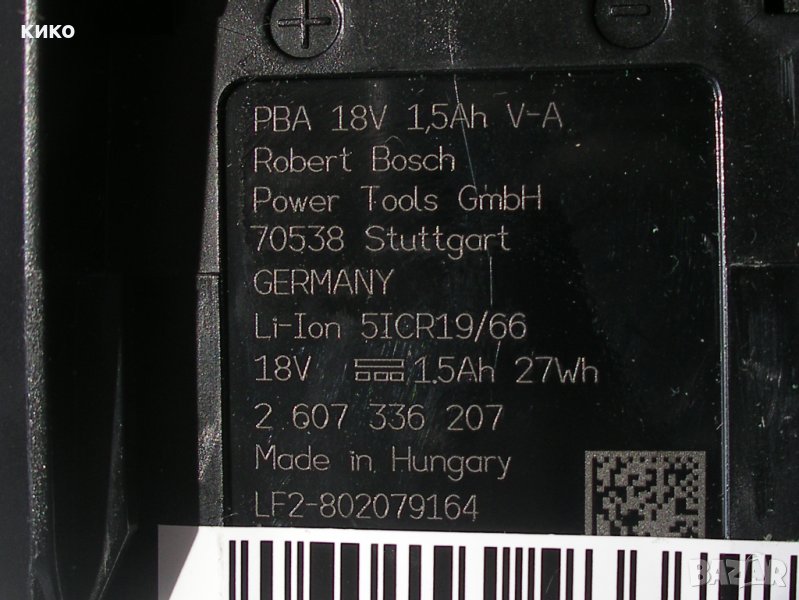 кико
PBA 18V 1,5Ah V-A
Robert Bosch
Power Tools GmbH
70538 Stuttgart
GERMANY
Li-Ion 5ICR19/66
18V 1.5Ah 27Wh
2 607 336 207
Made in Hungary
LF2-802079164
BAZAR